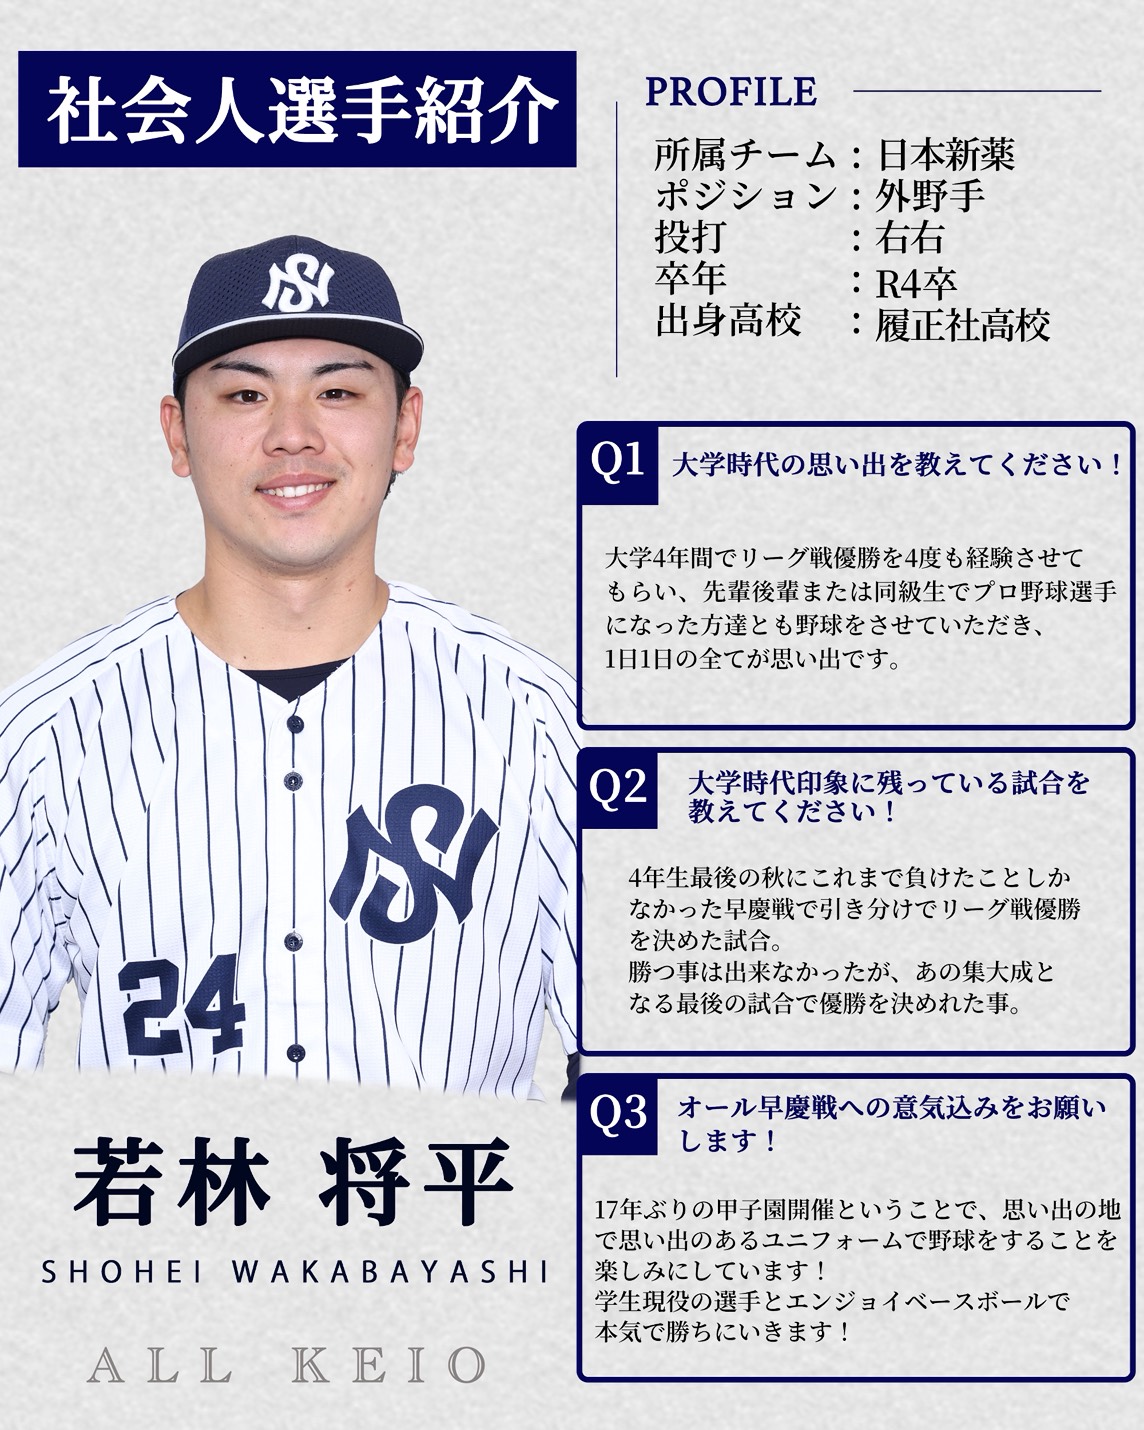 社会人選手紹介
PROFILE
所属チーム：日本新薬
ポジション：外野手
投打：右右
卒年：R4卒
出身高校：履正社高校
NS
NS
24
若林 将平
SHOHEI WAKABAYASHI
ALL KEIO
Q1 大学時代の思い出を教えてください！
大学4年間でリーグ戦優勝を4度も経験させて
もらい、先輩後輩または同級生でプロ野球選手
になった方達とも野球をさせていただき、
1日1日の全てが思い出です。
Q2 大学時代印象に残っている試合を
教えてください！
4年生最後の秋にこれまで負けたことしか
なかった早慶戦で引き分けでリーグ戦優勝
を決めた試合。
勝つ事は出来なかったが、あの集大成と
なる最後の試合で優勝を決めれた事。
Q3 オール早慶戦への意気込みをお願い
します！
17年ぶりの甲子園開催ということで、思い出の地
で思い出のあるユニフォームで野球をすることを
楽しみにしています！
学生現役の選手とエンジョイベースボールで
本気で勝ちにいきます！